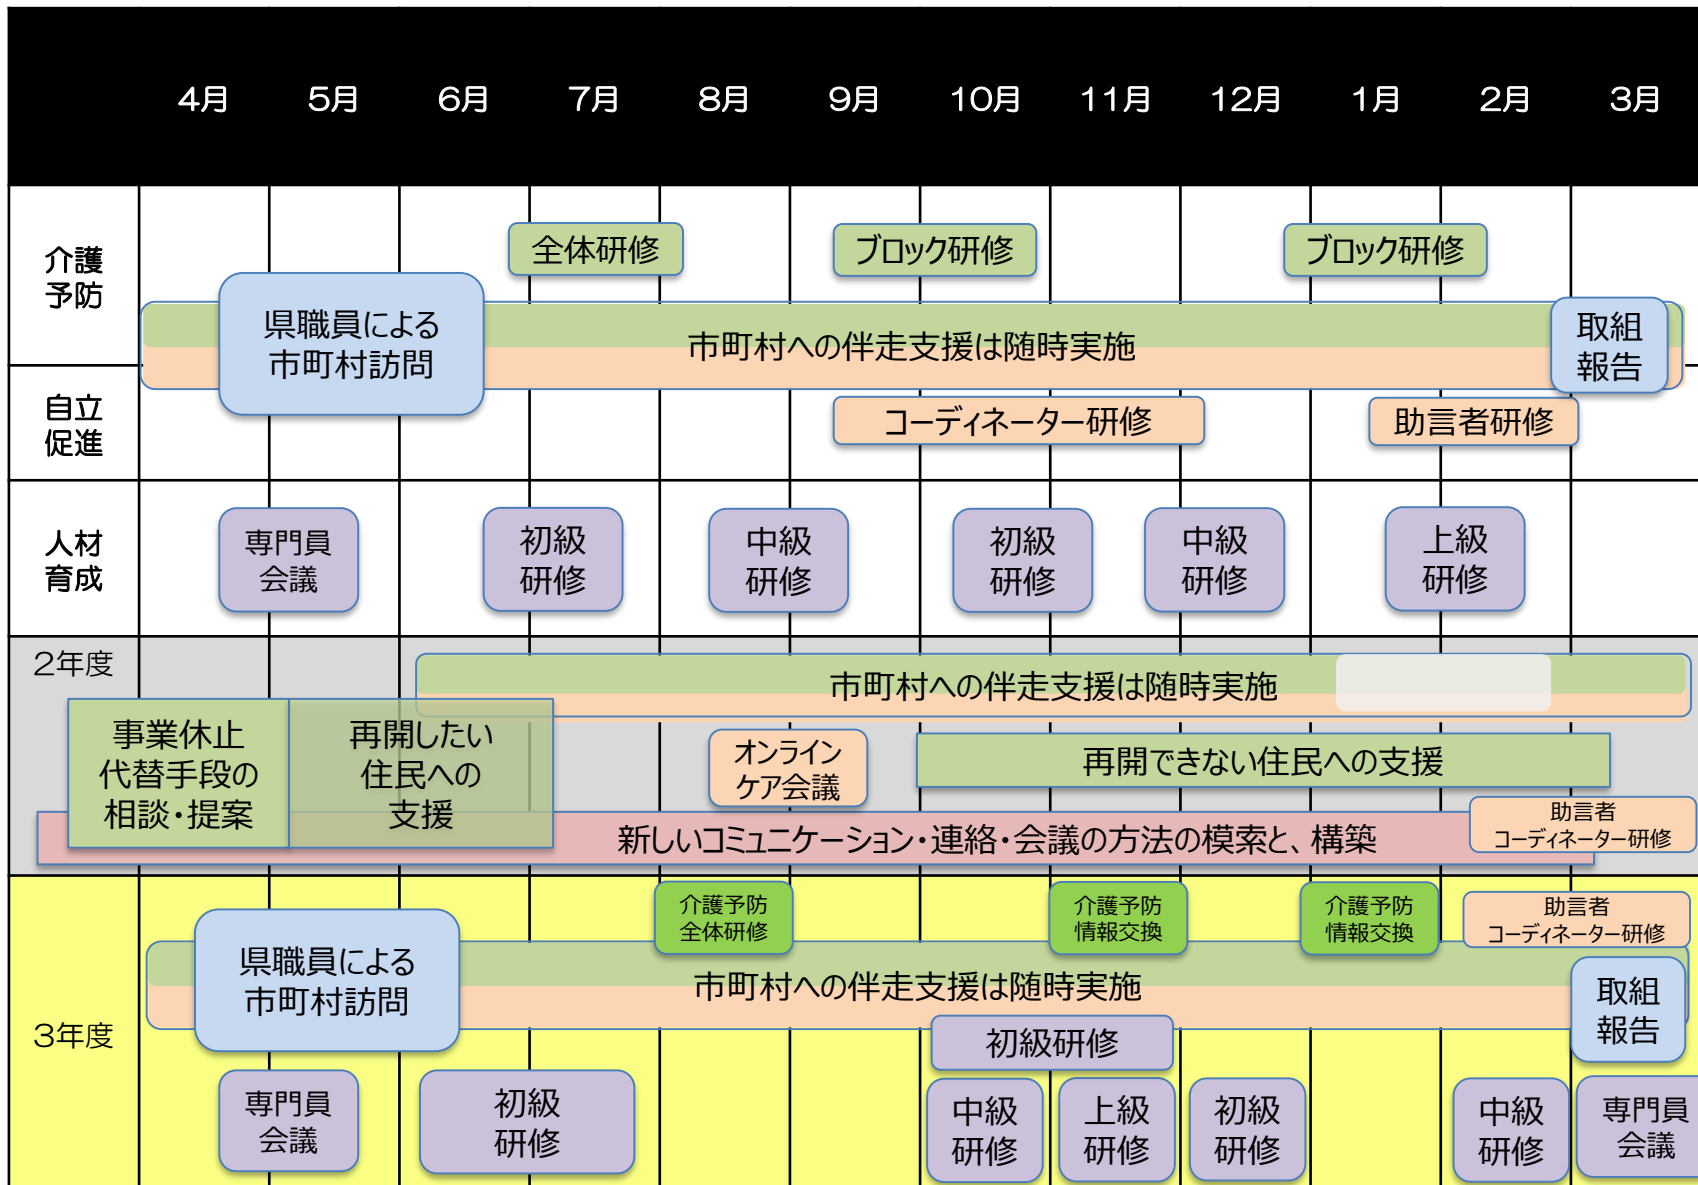 4月 5月 6月 7月 8月 9月 10月 11月 12月 1月 2月 3月
介護
予防
全体研修
ブロック研修
ブロック研修
県職員による
市町村訪問
市町村への伴走支援は随時実施
取組
報告
自立
促進
コーディネーター研修
助言者研修
人材
育成
専門員
会議
初級
研修
中級
研修
初級
研修
中級
研修
上級
研修
2年度
市町村への伴走支援は随時実施
事業休止
代替手段の
相談・提案
再開したい
住民への
支援
オンライン
ケア会議
再開できない住民への支援
新しいコミュニケーション・連絡・会議の方法の模索と、構築
助言者
コーディネーター研修
3年度
介護予防
全体研修
介護予防
情報交換
介護予防
情報交換
助言者
コーディネーター研修
県職員による
市町村訪問
市町村への伴走支援は随時実施
取組
報告
初級研修
専門員
会議
初級
研修
中級
研修
上級
研修
初級
研修
中級
研修
専門員
会議